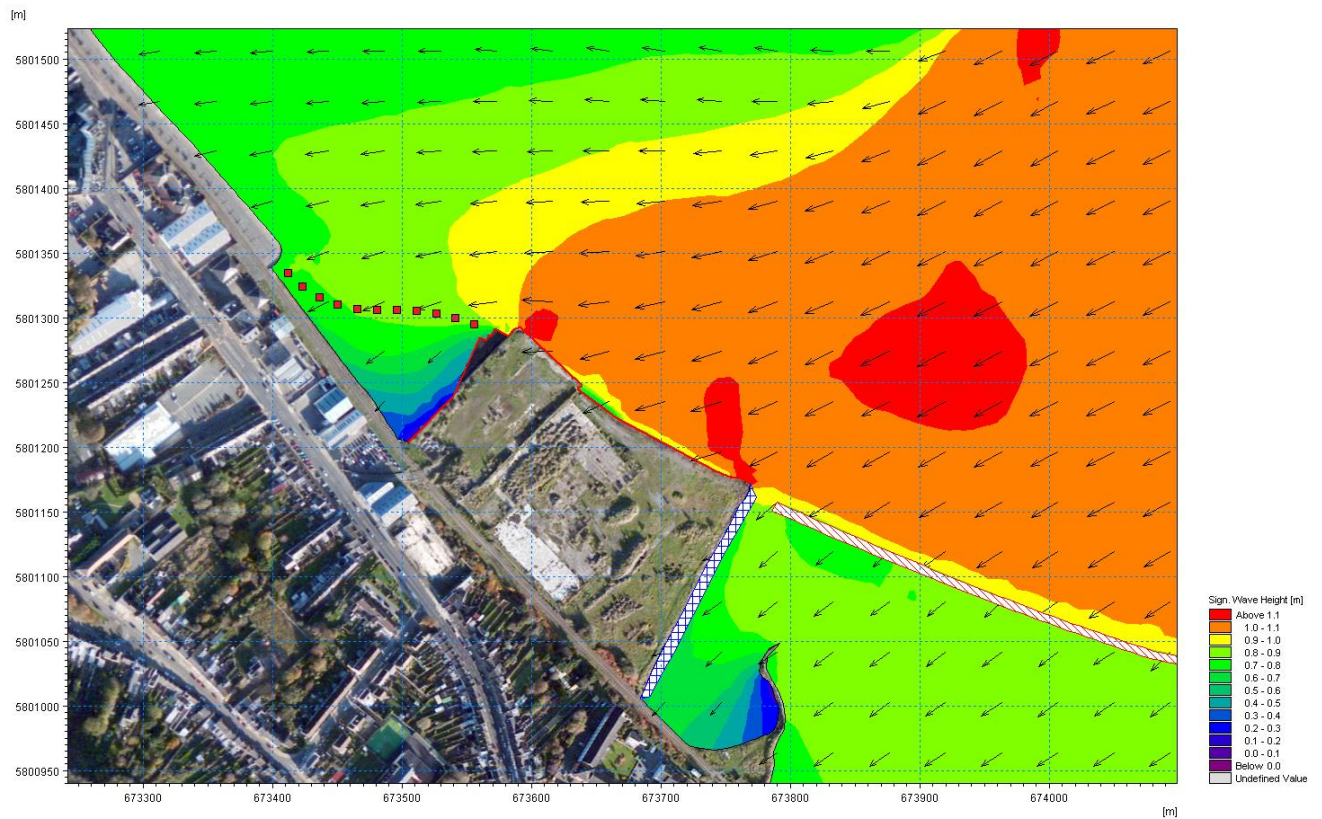 [m]
5801500
5801450
5801400
5801350
5801300
5801250
5801200
5801150
5801100
5801050
5801000
5800950
673300 673400 673500 673600 673700 673800 673900 674000
[m]
Sign. Wave Height [m]
Above 1.1
1.0 - 1.1
0.9 - 1.0
0.8 - 0.9
0.7 - 0.8
0.6 - 0.7
0.5 - 0.6
0.4 - 0.5
0.3 - 0.4
0.2 - 0.3
0.1 - 0.2
0.0 - 0.1
Below 0.0
Undefined Value